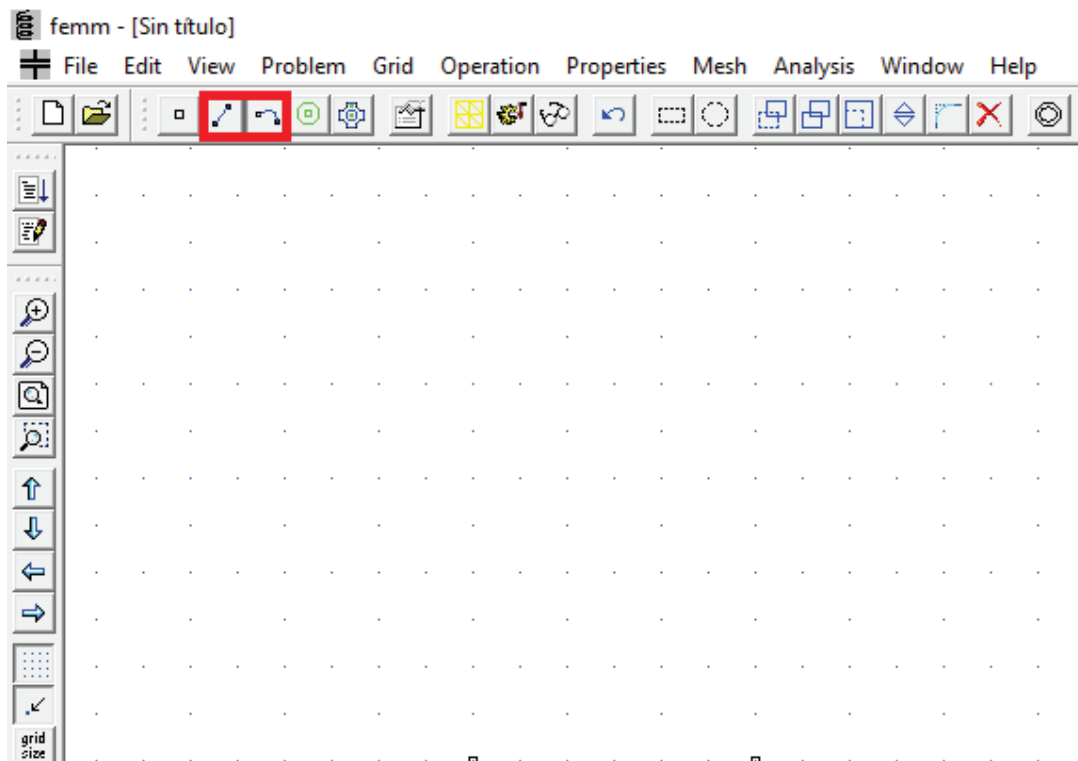 femm - [Sin título]
File Edit View Problem Grid Operation Properties Mesh Analysis Window Help
grid
size